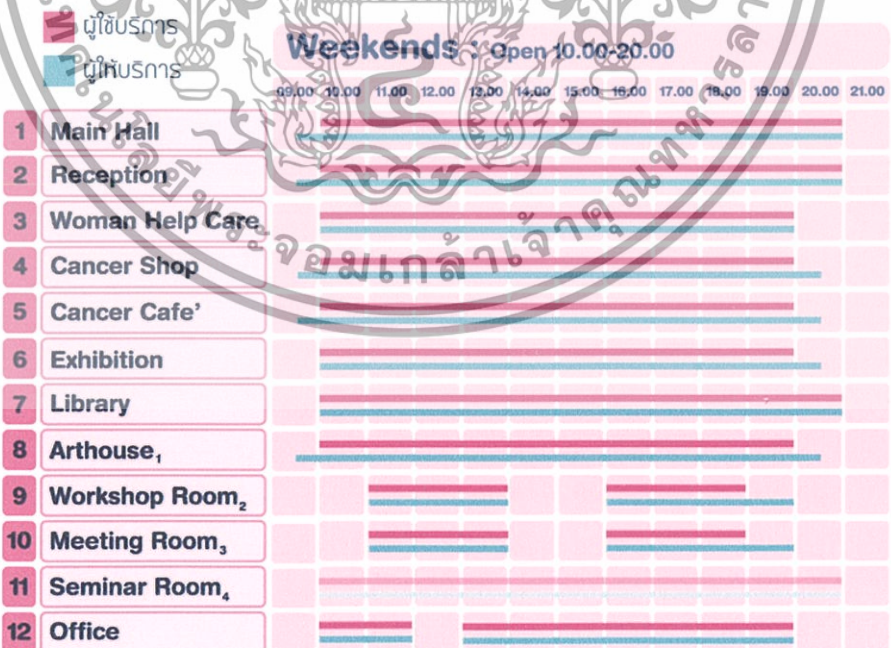 ผู้ใช้บริการ
ผู้ให้บริการ
Weekends : Open 10.00-20.00
09.00 10.00 11.00 12.00 13.00 14.00 15.00 16.00 17.00 18.00 19.00 20.00 21.00
1 Main Hall
2 Reception
3 Woman Help Care
4 Cancer Shop
5 Cancer Cafe’
6 Exhibition
7 Library
8 Arthouse₁
9 Workshop Room₂
10 Meeting Room₃
11 Seminar Room₄
12 Office